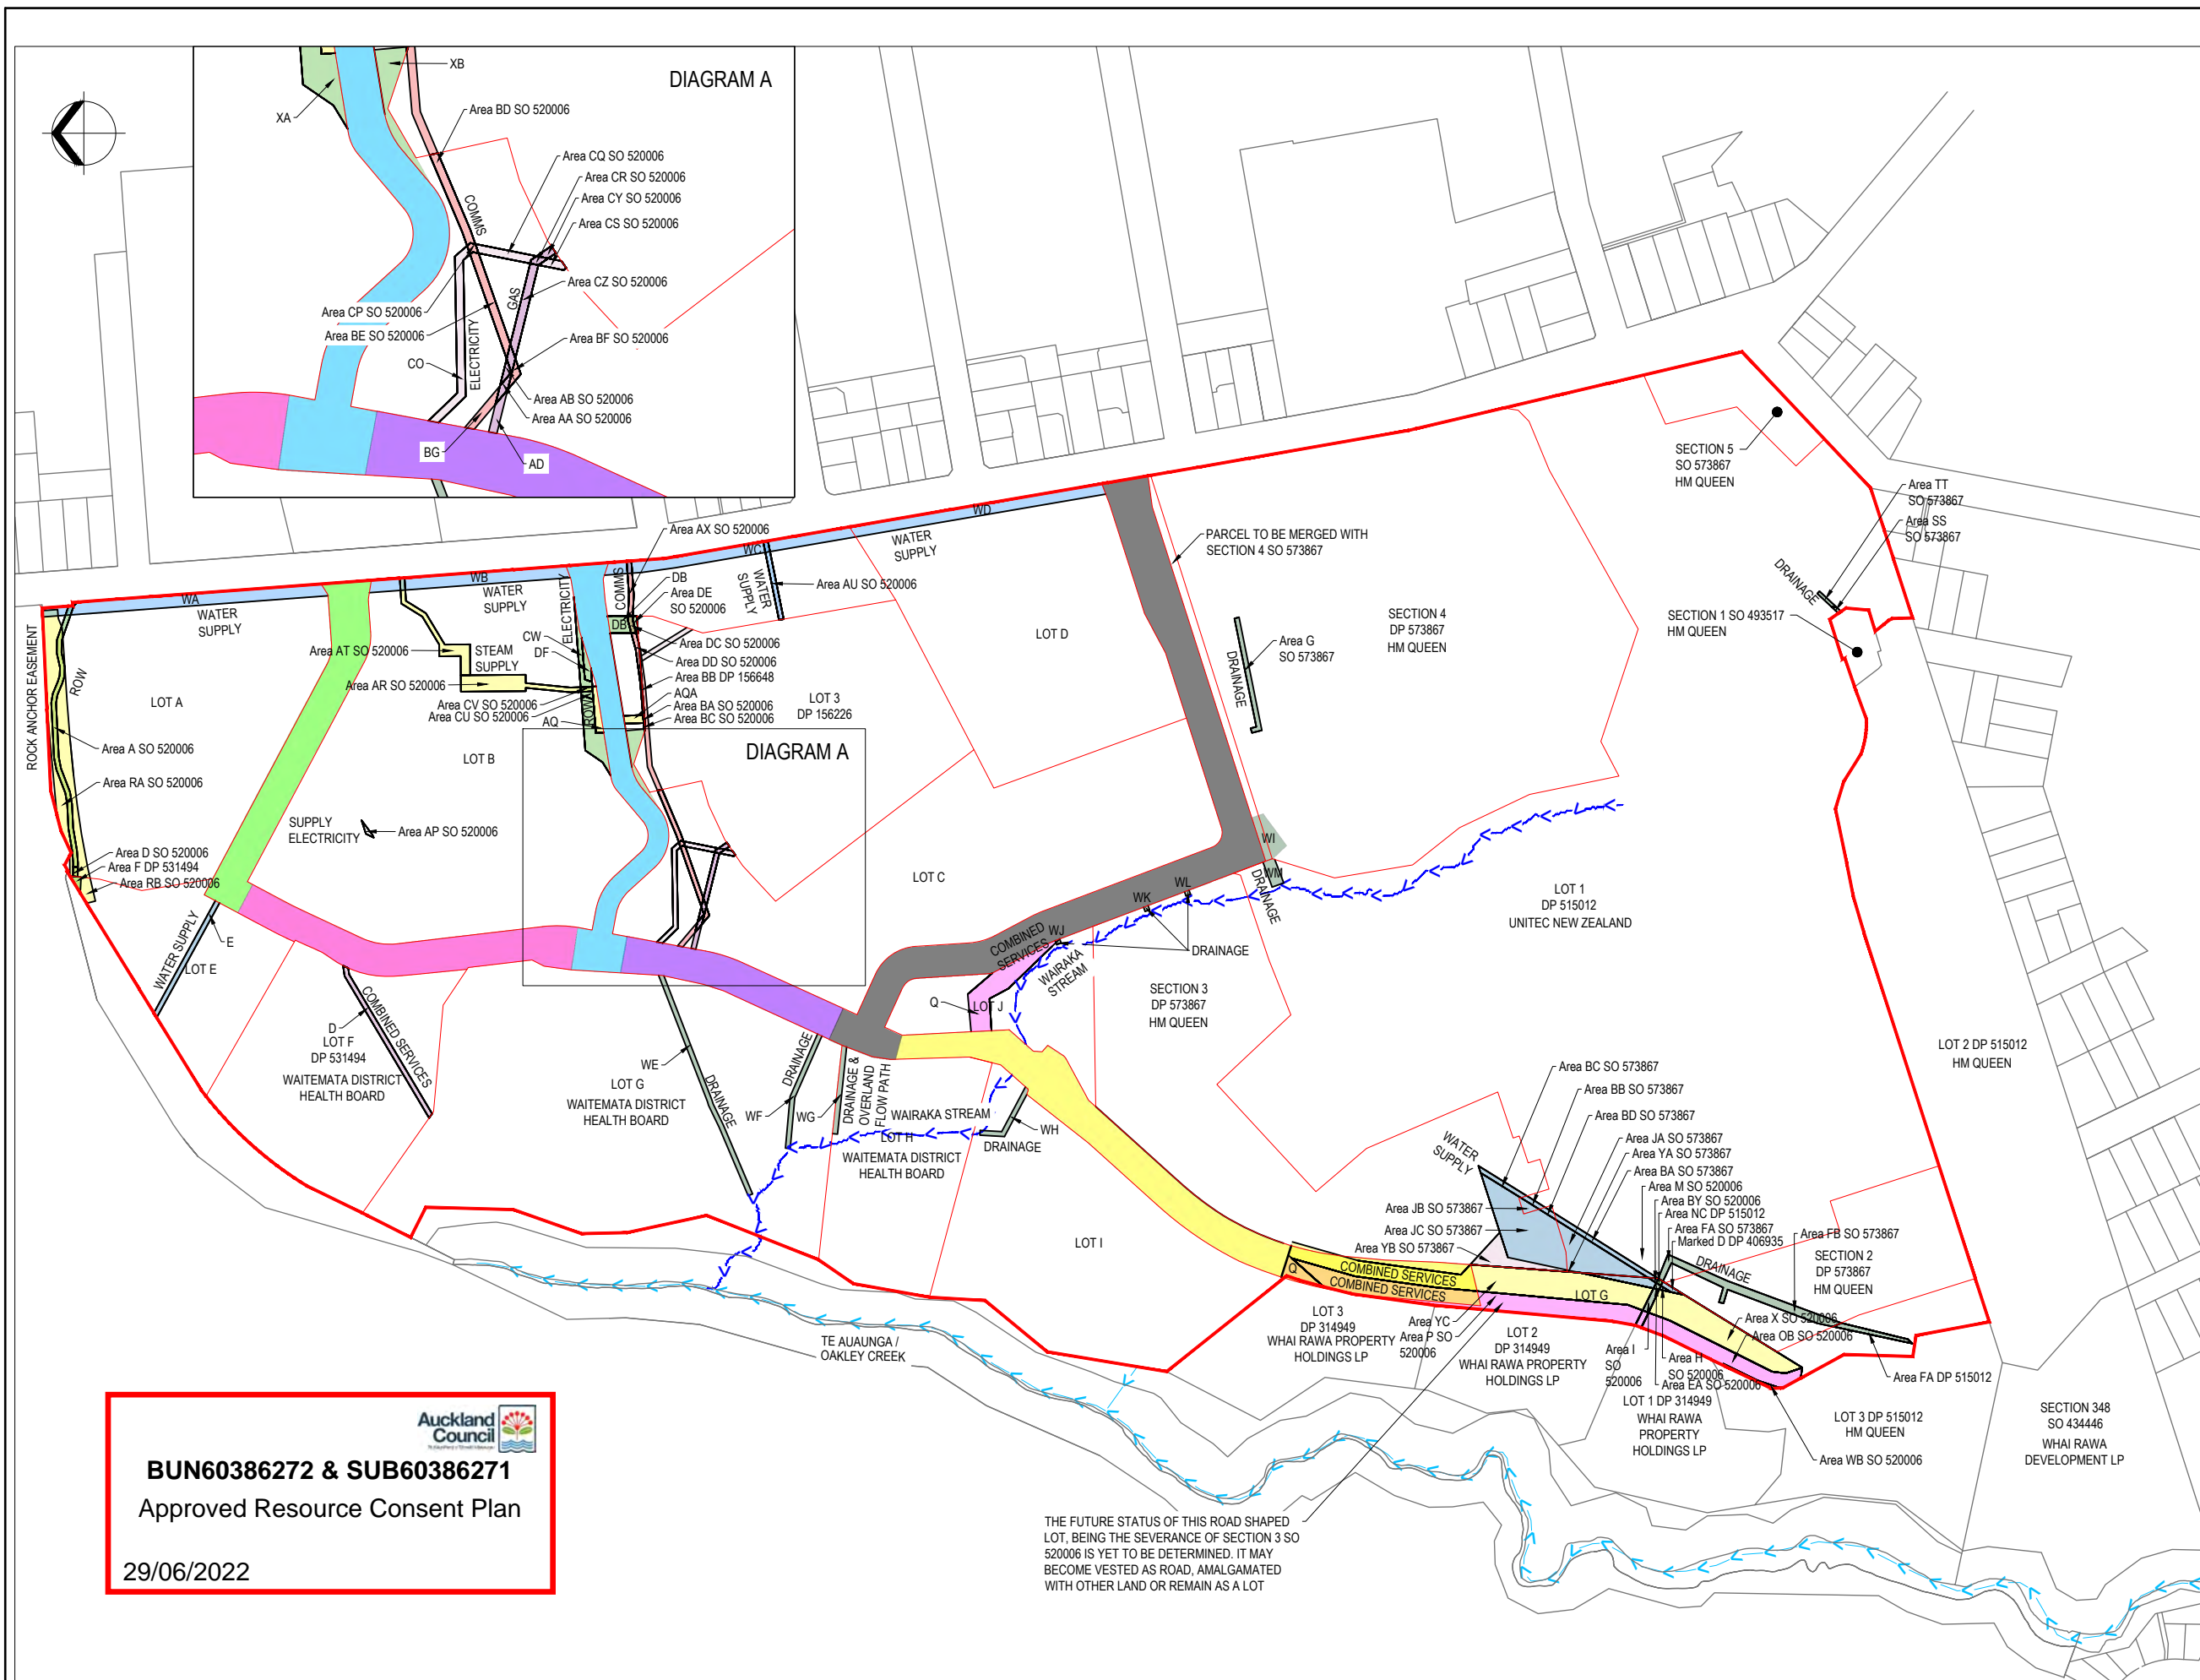 DIAGRAM A
XB
XA
Area BD SO 520006
Area CQ SO 520006
Area CR SO 520006
Area CY SO 520006
Area CS SO 520006
COMMS
Area CZ SO 520006
GAS
Area CP SO 520006
Area BE SO 520006
Area BF SO 520006
CO
ELECTRICITY
Area AB SO 520006
Area AA SO 520006
BG
AD
SECTION 5
SO 573867
HM QUEEN
Area TT
SO 573867
Area SS
SO 573867
DRAINAGE
SECTION 1 SO 493517
HM QUEEN
WD
WATER
SUPPLY
PARCEL TO BE MERGED WITH
SECTION 4 SO 573867
Area AX SO 520006
WC
WATER
SUPPLY
Area AU SO 520006
WB
WATER
SUPPLY
WA
WATER
SUPPLY
ELECTRICITY
COMMS
DB
Area DE
SO 520006
DB
CW
DF
Area DC SO 520006
Area DD SO 520006
Area BB DP 156648
AQA
Area BA SO 520006
Area BC SO 520006
Area AT SO 520006
STEAM
SUPPLY
Area AR SO 520006
Area CV SO 520006
Area CU SO 520006
AQ
ROW
LOT 3
DP 156226
LOT D
SECTION 4
DP 573867
HM QUEEN
Area G
SO 573867
DRAINAGE
ROCK ANCHOR EASEMENT
ROW
LOT A
Area A SO 520006
Area RA SO 520006
LOT B
DIAGRAM A
SUPPLY
ELECTRICITY
Area AP SO 520006
Area D SO 520006
Area F DP 531494
Area RB SO 520006
LOT C
WI
WM
DRAINAGE
WL
WK
WJ
DRAINAGE
LOT 1
DP 515012
UNITEC NEW ZEALAND
WATER SUPPLY
E
LOT E
COMBINED
SERVICES
WAIRAKA
STREAM
Q
LOT J
SECTION 3
DP 573867
HM QUEEN
D
LOT F
DP 531494
WAITEMATA DISTRICT
HEALTH BOARD
COMBINED SERVICES
WE
LOT G
WAITEMATA DISTRICT
HEALTH BOARD
DRAINAGE
DRAINAGE
WF
WG
DRAINAGE &
OVERLAND
FLOW PATH
WAIRAKA STREAM
LOT H
WAITEMATA DISTRICT
HEALTH BOARD
WH
DRAINAGE
LOT 2 DP 515012
HM QUEEN
Area BC SO 573867
Area BB SO 573867
Area BD SO 573867
Area JA SO 573867
Area YA SO 573867
Area BA SO 573867
Area M SO 520006
Area BY SO 520006
Area NC DP 515012
Area FA SO 573867
Marked D DP 406935
Area FB SO 573867
WATER
SUPPLY
Area JB SO 573867
Area JC SO 573867
Area YB SO 573867
DRAINAGE
SECTION 2
DP 573867
HM QUEEN
LOT I
Q
COMBINED SERVICES
COMBINED SERVICES
LOT G
LOT 3
DP 314949
WHAI RAWA PROPERTY
HOLDINGS LP
Area YC
Area P SO
520006
LOT 2
DP 314949
WHAI RAWA PROPERTY
HOLDINGS LP
Area I
SO
520006
Area H
SO 520006
Area EA SO 520006
Area X SO 520006
Area OB SO 520006
Area FA DP 515012
LOT 1 DP 314949
WHAI RAWA
PROPERTY
HOLDINGS LP
LOT 3 DP 515012
HM QUEEN
Area WB SO 520006
SECTION 348
SO 434446
WHAI RAWA
DEVELOPMENT LP
TE AUAUNGA /
OAKLEY CREEK
THE FUTURE STATUS OF THIS ROAD SHAPED
LOT, BEING THE SEVERANCE OF SECTION 3 SO
520006 IS YET TO BE DETERMINED. IT MAY
BECOME VESTED AS ROAD, AMALGAMATED
WITH OTHER LAND OR REMAIN AS A LOT
Auckland
Council
BUN60386272 & SUB60386271
Approved Resource Consent Plan
29/06/2022